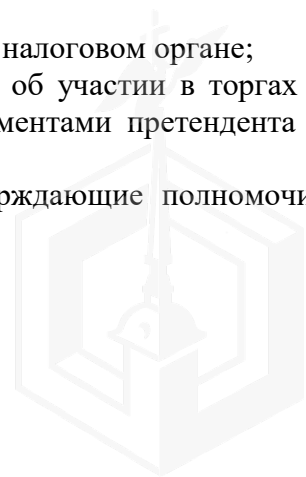 налоговом органе;
об участии в торгах
ментами претендента
рждающие полномочи